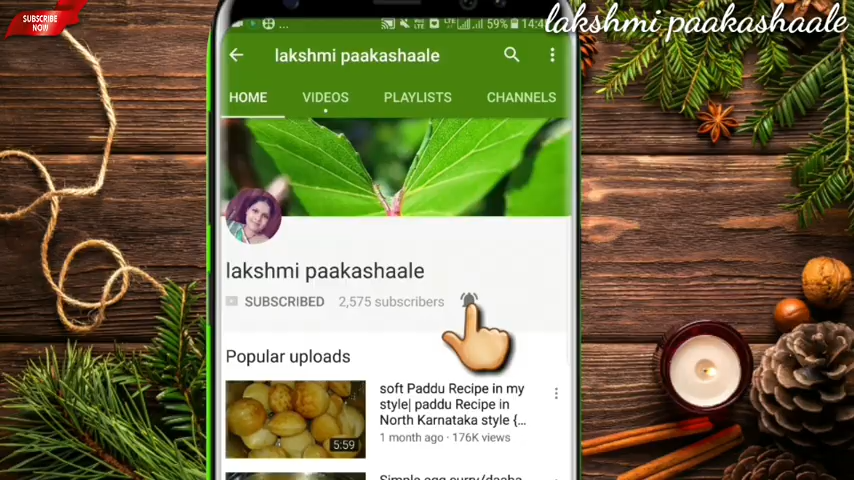 SUBSCRIBE
NOW
lakshmi paakashaale
59%
lakshmi paakashaale
HOME VIDEOS PLAYLISTS CHANNELS
lakshmi paakashaale
SUBSCRIBED 2,575 subscribers
Popular uploads
soft Paddu Recipe in my
style| paddu Recipe in
North Karnataka style {...
1 month ago · 176K views
5:59